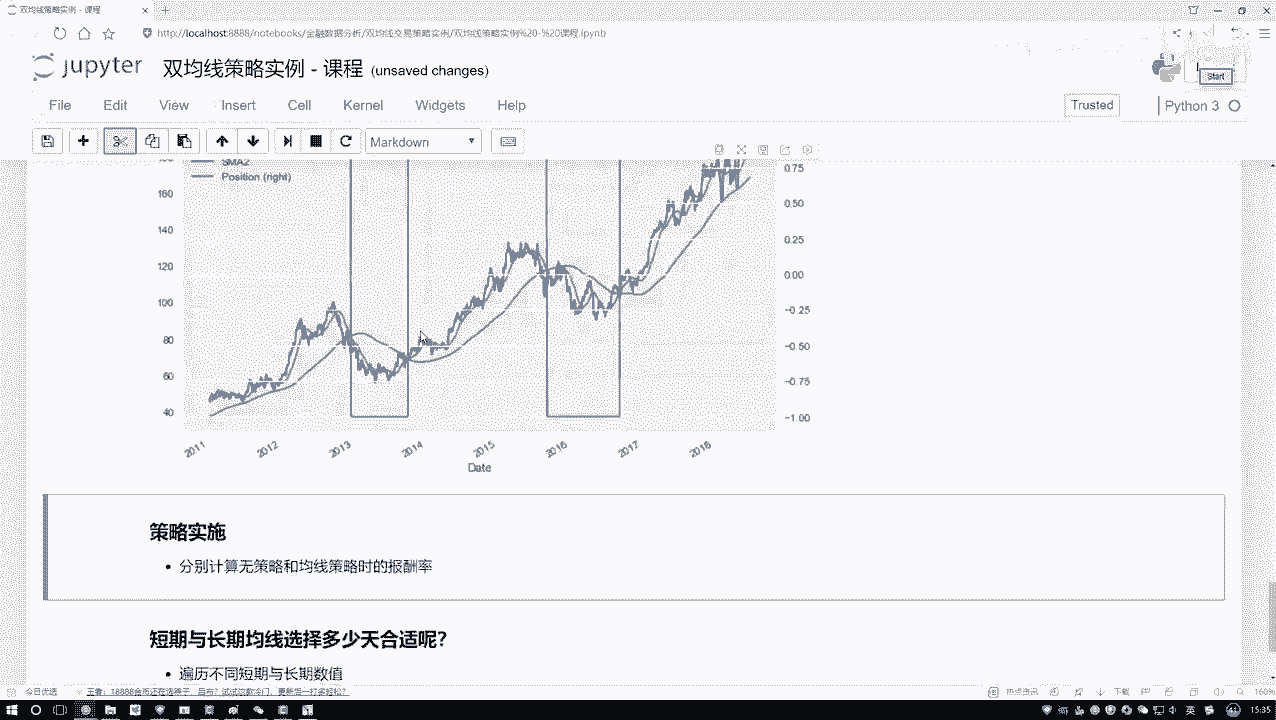 双均线策略实例 - 课程
http://localhost:8888/notebooks/金融数据分析/双均线交易策略实例/双均线策略实例%20-%20课程.ipynb
jupyter 双均线策略实例 - 课程 (unsaved changes)
Start
File Edit View Insert Cell Kernel Widgets Help
Trusted Python 3
Markdown
SMA2
Position (right)
160
140
120
100
80
60
40
0.75
0.50
0.25
0.00
−0.25
−0.50
−0.75
−1.00
2011 2012 2013 2014 2015 2016 2017 2018
Date
策略实施
• 分别计算无策略和均线策略时的报酬率
短期与长期均线选择多少天合适呢?
• 遍历不同短期与长期数值
今日优选
热点资讯 下载 160%
英 15:35